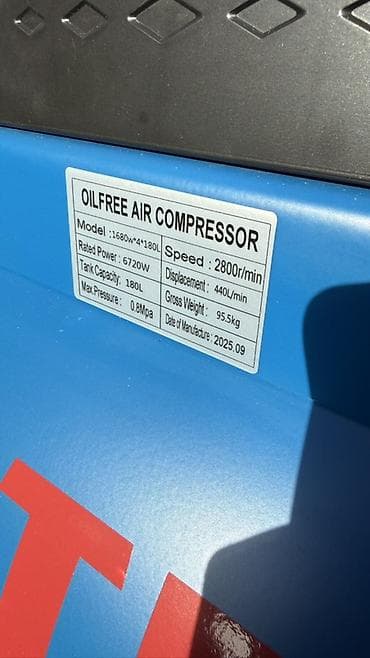 OILFREE AIR COMPRESSOR
Model : 1680w*4*180L Speed : 2800r/min
Rated Power : 6720W Displacement : 440L/min
Tank Capacity: 180L Gross Weight : 95.5kg
Max.Pressure : 0.8Mpa Date of Manufacture : 2025.09
T